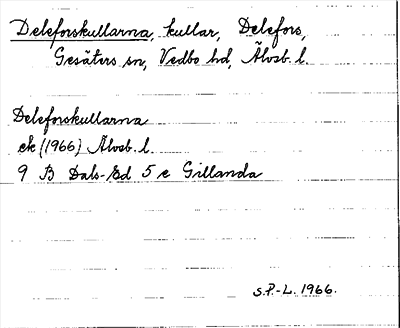 Deleforskullarna, kullar, Delefors,
Gesäters sn, Vedbo hd, Älvsb. l.
Deleforskullarna
ek (1966) Älvsb. l.
9 B Dals-Ed 5 e Gillanda
S.P.-L. 1966.